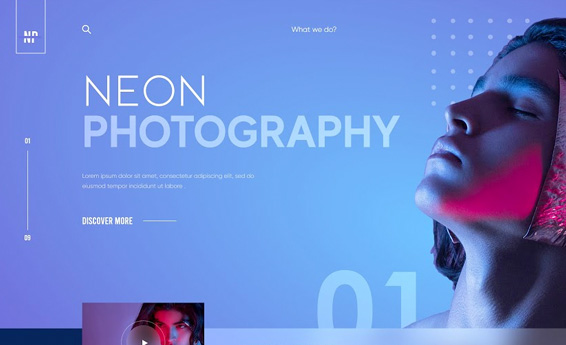 NP
What we do?
NEON
PHOTOGRAPHY
01
Lorem ipsum dolor sit amet, consectetur adipiscing elit, sed do
eiusmod tempor incididunt ut labore .
DISCOVER MORE
09
01